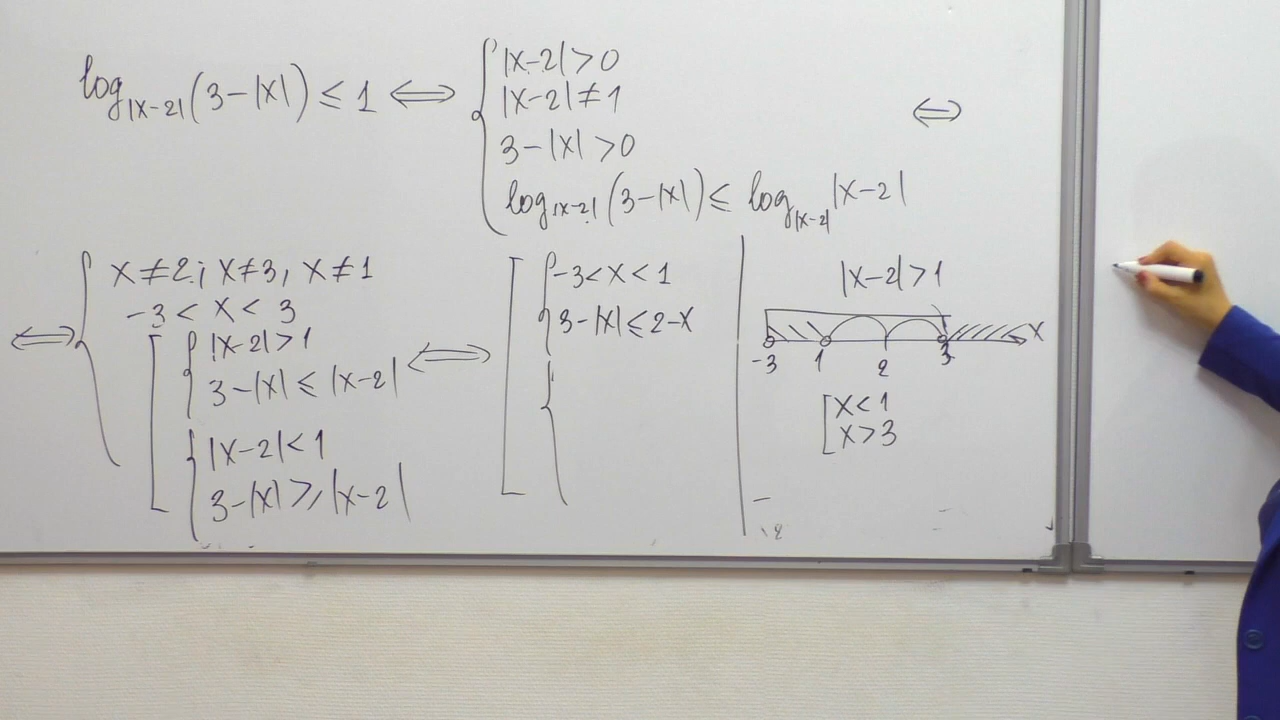 log_|x-2| (3-|x|) ≤ 1 ⟺
|x-2|>0
|x-2|≠1
3-|x|>0
log_|x-2| (3-|x|) ≤ log_|x-2| |x-2|
⟺
⟺ x≠2; x≠3, x≠1
-3<x<3
|x-2|>1
3-|x|≤|x-2|
|x-2|<1
3-|x|≥|x-2|
⟺
-3<x<1
3-|x|≤2-x
|x-2|>1
-3 1 2 3 x
x<1
x>3